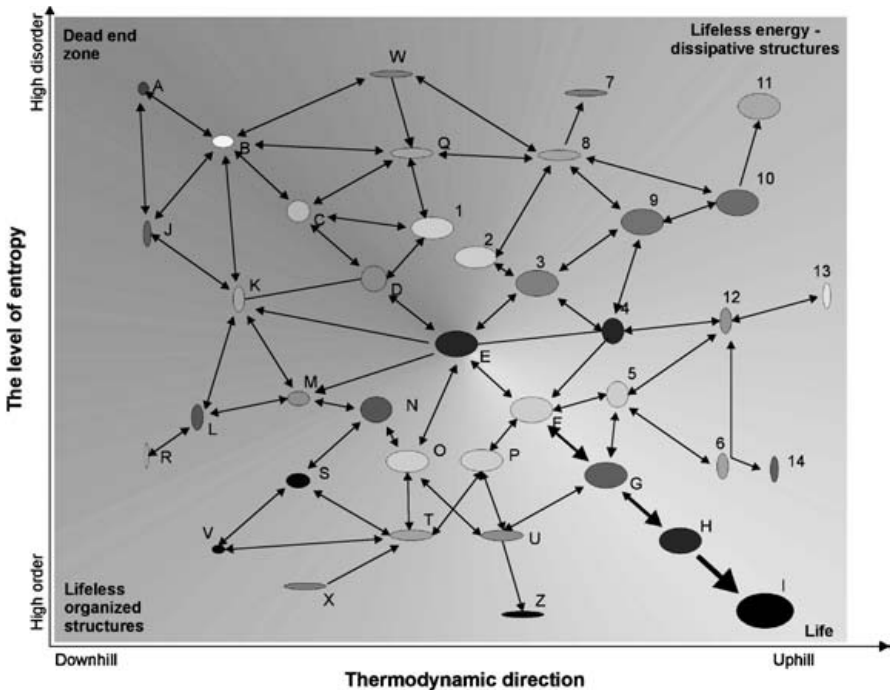 High disorder
The level of entropy
High order
Dead end
zone
Lifeless energy -
dissipative structures
W
7
11
A
B
Q
8
10
9
J
C
1
2
3
K
D
13
12
4
E
M
N
5
F
L
R
O
P
6
14
S
G
V
T
U
H
X
Z
I
Lifeless
organized
structures
Life
Downhill
Uphill
Thermodynamic direction